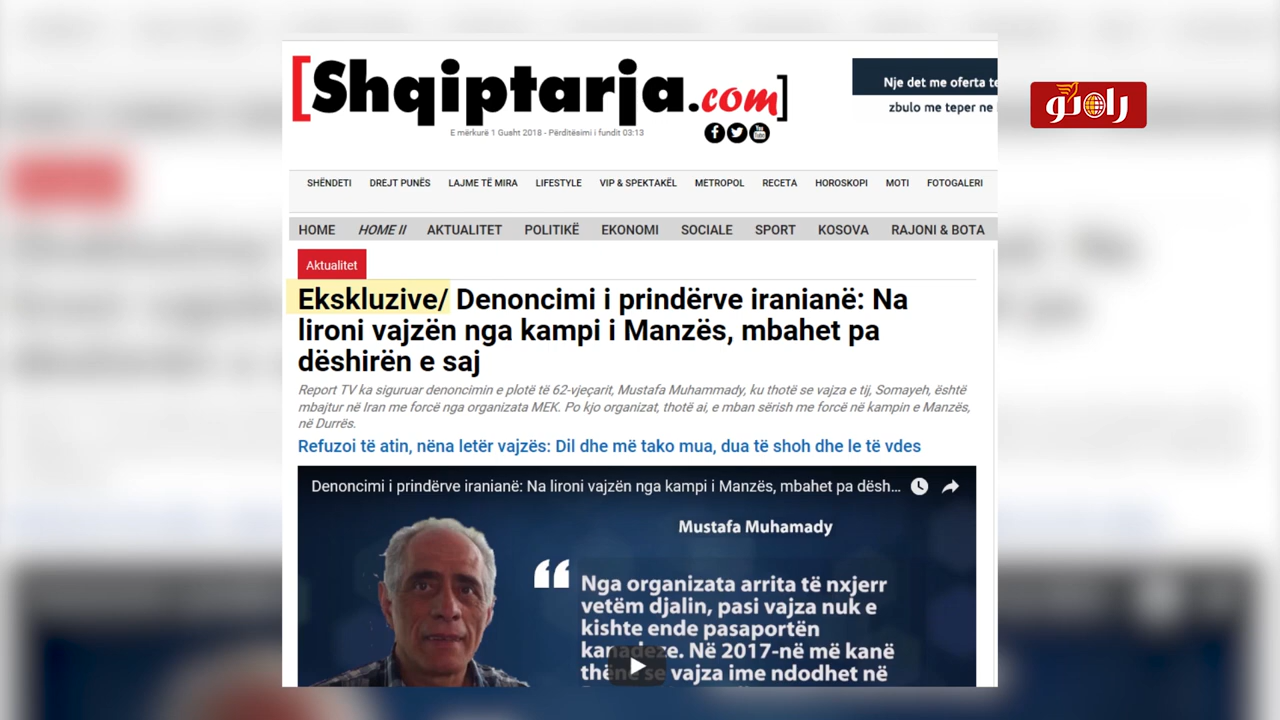 [Shqiptarja.com]
Nje det me oferta te
zbulo me teper ne
راه نو
E mërkurë 1 Gusht 2018 - Përditësimi i fundit 03:13
SHËNDETI DREJT PUNËS LAJME TË MIRA LIFESTYLE VIP & SPEKTAKËL METROPOL RECETA HOROSKOPI MOTI FOTOGALERI
HOME HOME II AKTUALITET POLITIKË EKONOMI SOCIALE SPORT KOSOVA RAJONI & BOTA
Aktualitet
Ekskluzive/ Denoncimi i prindërve iranianë: Na
lironi vajzën nga kampi i Manzës, mbahet pa
dëshirën e saj
Report TV ka siguruar denoncimin e plotë të 62-vjeçarit, Mustafa Muhammady, ku thotë se vajza e tij, Somayeh, është
mbajtur në Iran me forcë nga organizata MEK. Po kjo organizat, thotë ai, e mban sërish me forcë në kampin e Manzës,
në Durrës.
Refuzoi të atin, nëna letër vajzës: Dil dhe më tako mua, dua të shoh dhe le të vdes
Denoncimi i prindërve iranianë: Na lironi vajzën nga kampi i Manzës, mbahet pa dësh...
Mustafa Muhamady
“ Nga organizata arrita të nxjerr
vetëm djalin, pasi vajza nuk e
kishte ende pasaportën
kanadeze. Në 2017-në më kanë
thënë se vajza ime ndodhet në